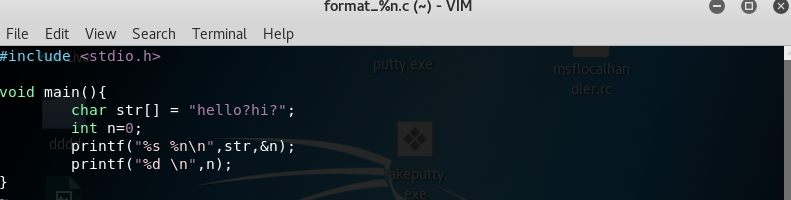 format_%n.c (~) - VIM
File Edit View Search Terminal Help
#include <stdio.h>
putty.exe
msflocalhan
dler.rc
void main(){
char str[] = "hello?hi?";
int n=0;
printf("%s %n\n",str,&n);
printf("%d \n",n);
}
akeputty.
exe